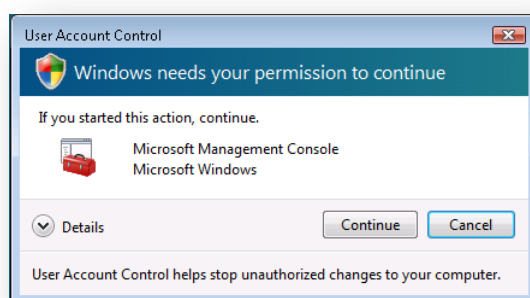 User Account Control
Windows needs your permission to continue
If you started this action, continue.
Microsoft Management Console
Microsoft Windows
Details
Continue
Cancel
User Account Control helps stop unauthorized changes to your computer.